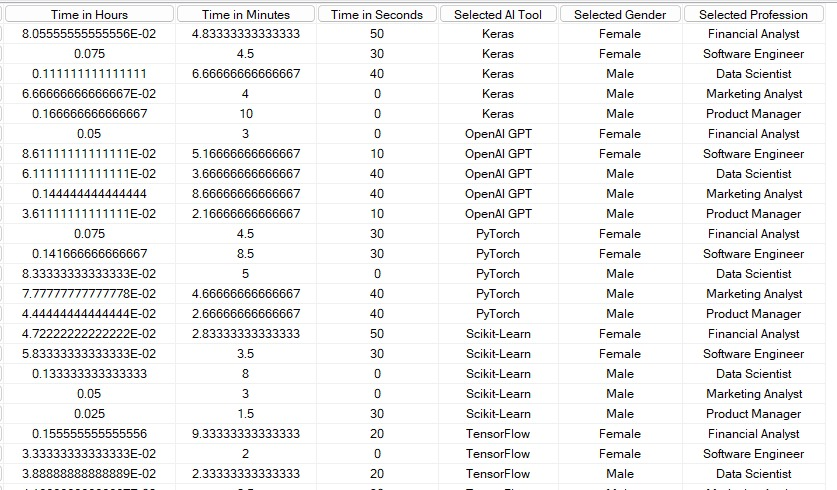 Time in Hours Time in Minutes Time in Seconds Selected AI Tool Selected Gender Selected Profession
8.05555555555556E-02 4.83333333333333 50 Keras Female Financial Analyst
0.075 4.5 30 Keras Female Software Engineer
0.111111111111111 6.66666666666667 40 Keras Male Data Scientist
6.66666666666667E-02 4 0 Keras Male Marketing Analyst
0.166666666666667 10 0 Keras Male Product Manager
0.05 3 0 OpenAI GPT Female Financial Analyst
8.61111111111111E-02 5.16666666666667 10 OpenAI GPT Female Software Engineer
6.11111111111111E-02 3.66666666666667 40 OpenAI GPT Male Data Scientist
0.144444444444444 8.66666666666667 40 OpenAI GPT Male Marketing Analyst
3.61111111111111E-02 2.16666666666667 10 OpenAI GPT Male Product Manager
0.075 4.5 30 PyTorch Female Financial Analyst
0.141666666666667 8.5 30 PyTorch Female Software Engineer
8.33333333333333E-02 5 0 PyTorch Male Data Scientist
7.77777777777778E-02 4.66666666666667 40 PyTorch Male Marketing Analyst
4.44444444444444E-02 2.66666666666667 40 PyTorch Male Product Manager
4.72222222222222E-02 2.83333333333333 50 Scikit-Learn Female Financial Analyst
5.83333333333333E-02 3.5 30 Scikit-Learn Female Software Engineer
0.133333333333333 8 0 Scikit-Learn Male Data Scientist
0.05 3 0 Scikit-Learn Male Marketing Analyst
0.025 1.5 30 Scikit-Learn Male Product Manager
0.155555555555556 9.33333333333333 20 TensorFlow Female Financial Analyst
3.33333333333333E-02 2 0 TensorFlow Female Software Engineer
3.88888888888889E-02 2.33333333333333 20 TensorFlow Male Data Scientist